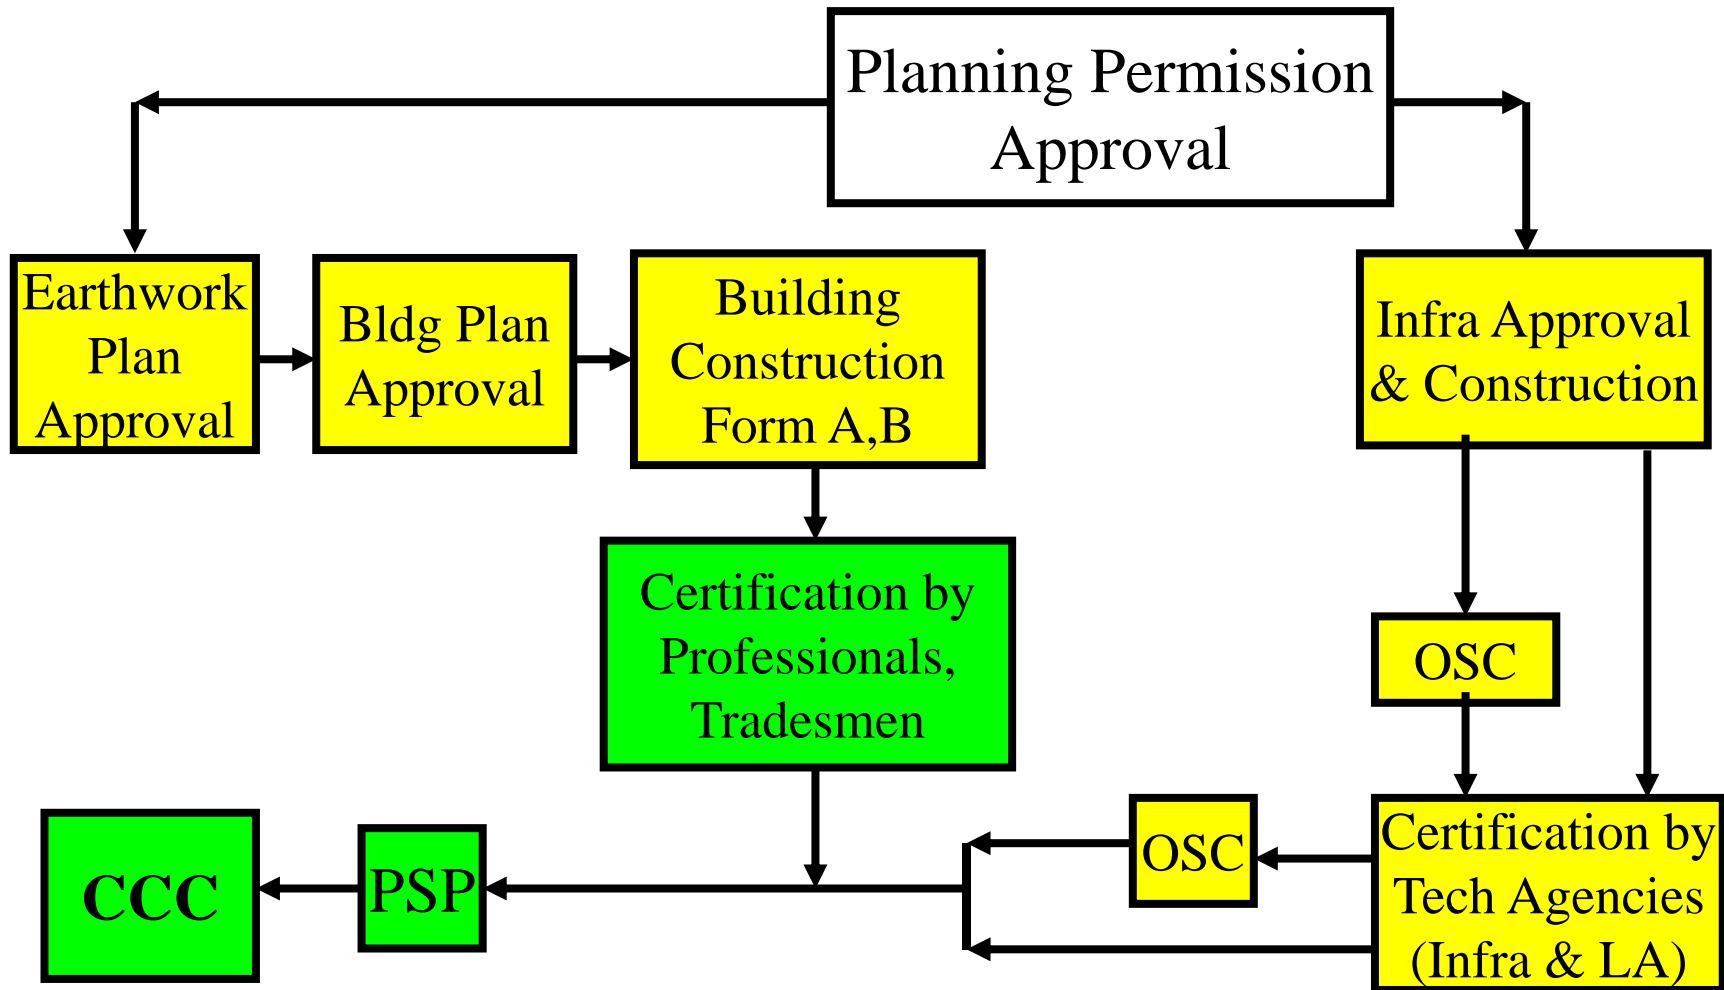 Planning Permission
Approval
Earthwork
Plan
Approval
Bldg Plan
Approval
Building
Construction
Form A,B
Infra Approval
& Construction
Certification by
Professionals,
Tradesmen
OSC
CCC
PSP
OSC
Certification by
Tech Agencies
(Infra & LA)